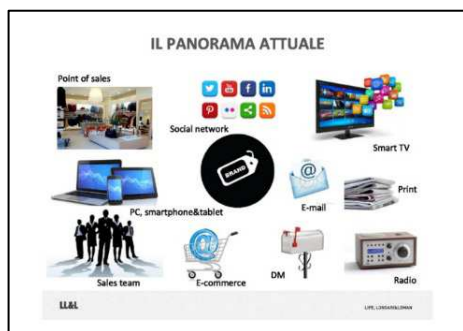 IL PANORAMA ATTUALE
Point of sales
Social network
Smart TV
BRAND
PC, smartphone&tablet
E-mail
Print
Sales team
E-commerce
DM
Radio
LL&L